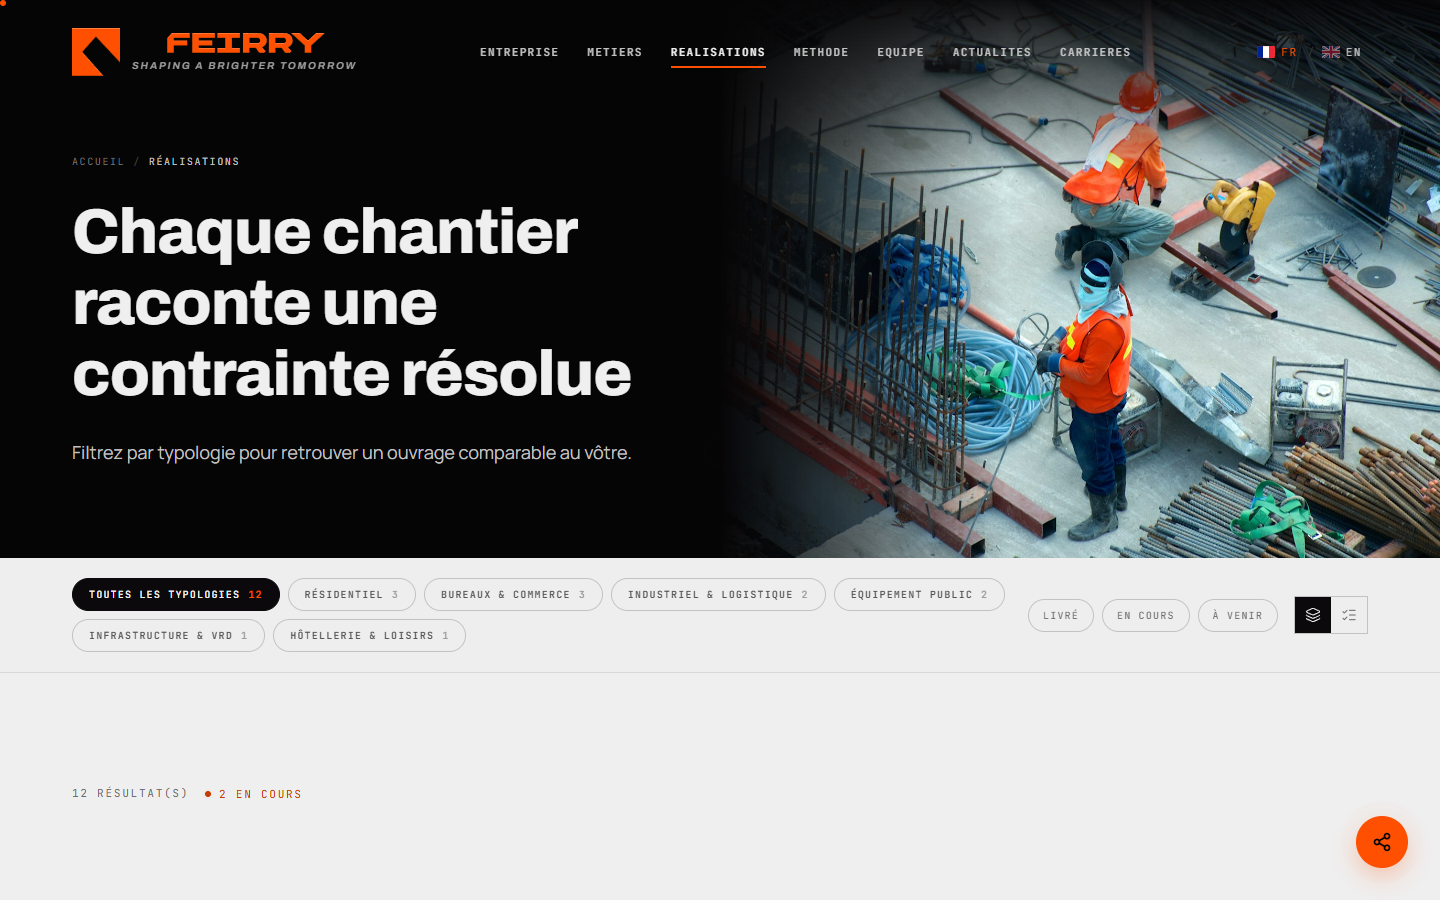 FEIRRY
SHAPING A BRIGHTER TOMORROW
ENTREPRISE METIERS REALISATIONS METHODE EQUIPE ACTUALITES CARRIERES
FR EN
ACCUEIL / RÉALISATIONS
Chaque chantier
raconte une
contrainte résolue
Filtrez par typologie pour retrouver un ouvrage comparable au vôtre.
TOUTES LES TYPOLOGIES 12 RÉSIDENTIEL 3 BUREAUX & COMMERCE 3 INDUSTRIEL & LOGISTIQUE 2 ÉQUIPEMENT PUBLIC 2
INFRASTRUCTURE & VRD 1 HÔTELLERIE & LOISIRS 1
LIVRÉ EN COURS À VENIR
12 RÉSULTAT(S) 2 EN COURS